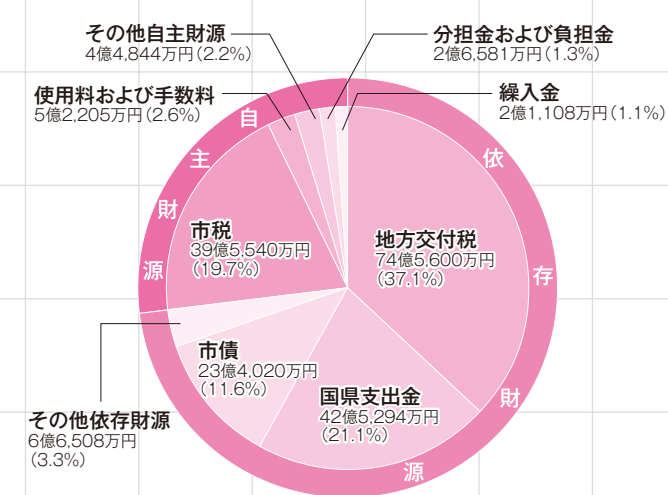 その他自主財源
4億4,844万円（2.2%）
分担金および負担金
2億6,581万円（1.3%）
使用料および手数料
5億2,205万円（2.6%）
繰入金
2億1,108万円（1.1%）
自主財源
依存財源
市税
39億5,540万円
（19.7%）
地方交付税
74億5,600万円
（37.1%）
市債
23億4,020万円
（11.6%）
国県支出金
42億5,294万円
（21.1%）
その他依存財源
6億6,508万円
（3.3%）